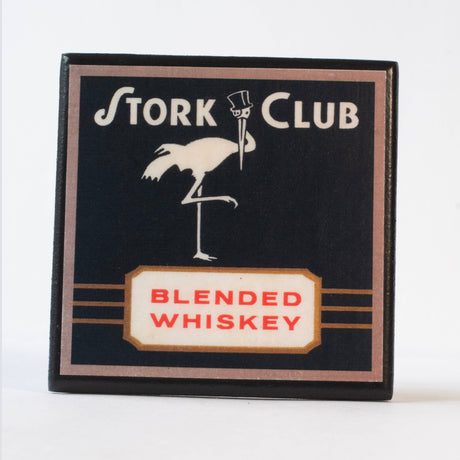 STORK CLUB
BLENDED
WHISKEY